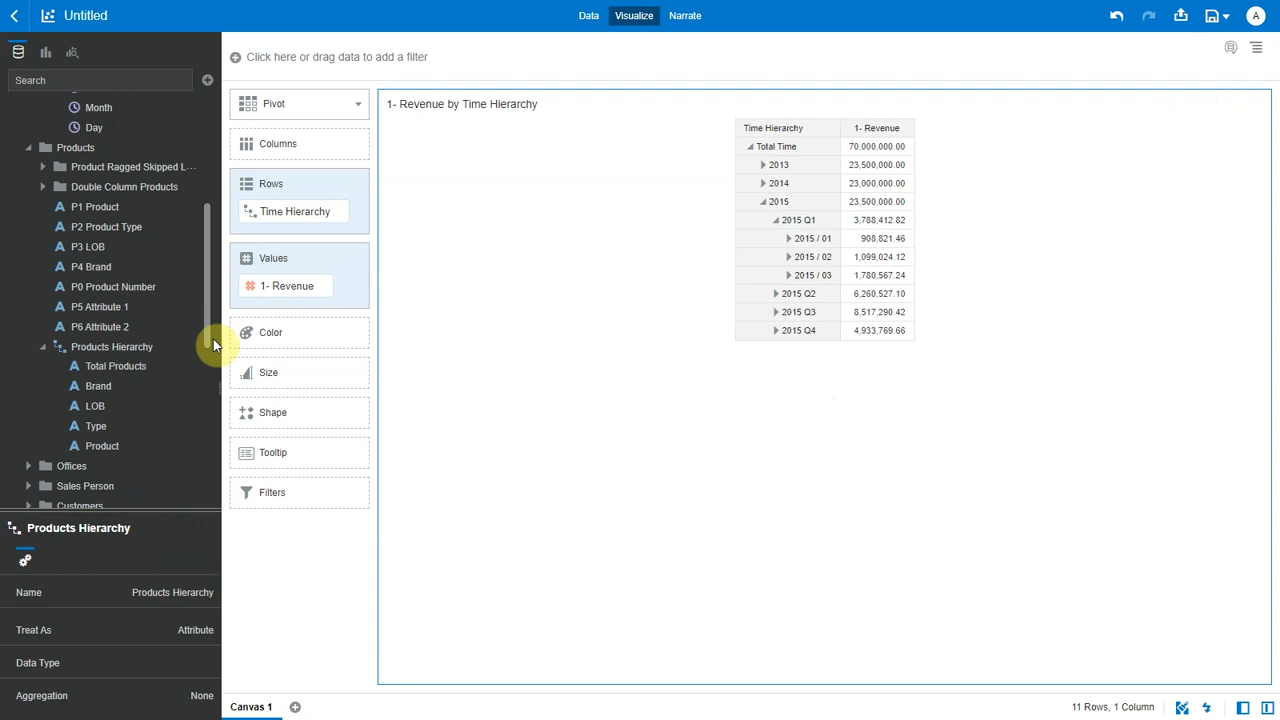 Untitled
Data
Visualize
Narrate
A
Search
Click here or drag data to add a filter
Month
Day
Products
Product Ragged Skipped L···
Double Column Products
P1 Product
P2 Product Type
P3 LOB
P4 Brand
P0 Product Number
P5 Attribute 1
P6 Attribute 2
Products Hierarchy
Total Products
Brand
LOB
Type
Product
Offices
Sales Person
Customers
Products Hierarchy
Name Products Hierarchy
Treat As Attribute
Data Type
Aggregation None
Pivot
Columns
Rows
Time Hierarchy
Values
1- Revenue
Color
Size
Shape
Tooltip
Filters
1- Revenue by Time Hierarchy
Time Hierarchy 1- Revenue
Total Time 70,000,000.00
2013 23,500,000.00
2014 23,000,000.00
2015 23,500,000.00
2015 Q1 3,788,412.82
2015 / 01 908,821.46
2015 / 02 1,099,024.12
2015 / 03 1,780,567.24
2015 Q2 6,260,527.10
2015 Q3 8,517,290.42
2015 Q4 4,933,769.66
Canvas 1
11 Rows, 1 Column